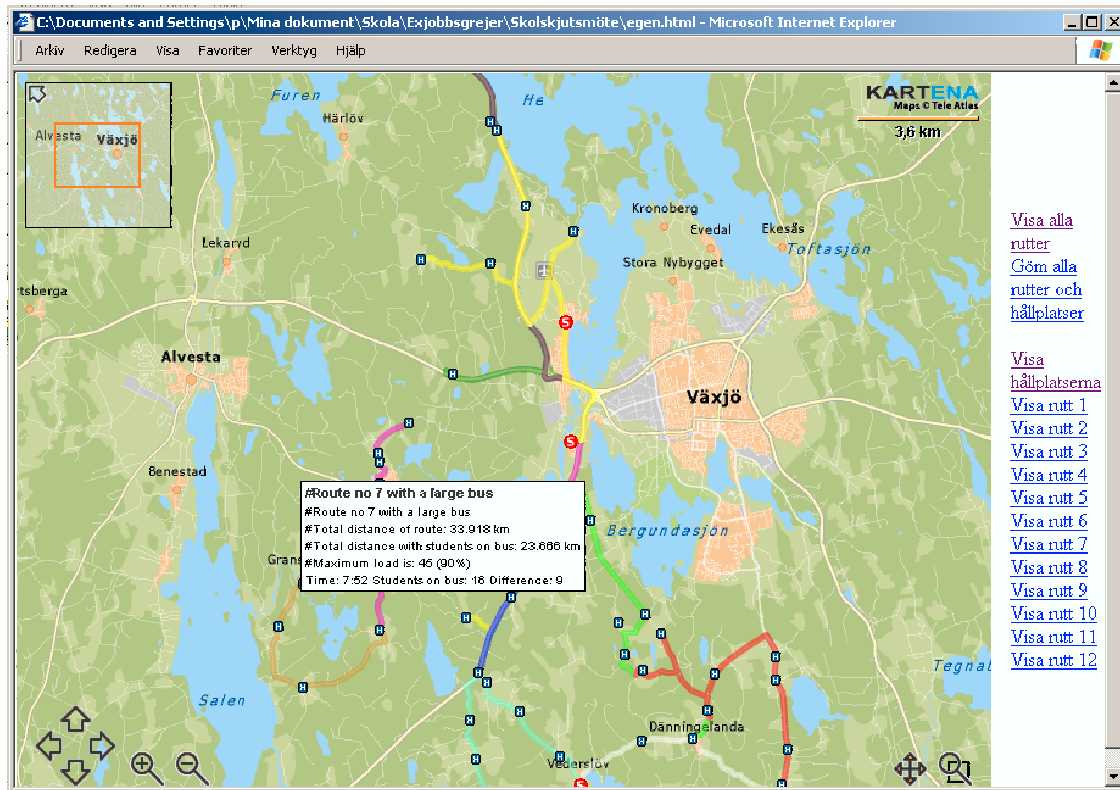 C:\Documents and Settings\p\Mina dokument\Skola\Exjobbsgrejer\Skolskjutsmöte\egen.html - Microsoft Internet Explorer
Arkiv Redigera Visa Favoriter Verktyg Hjälp
Furen
He
KARTENA
Maps © Tele Atlas
3,6 km
Härlöv
Alvesta Växjö
Kronoberg
Evedal Ekesås
Toftasjön
Lekaryd
Stora Nybygget
rtsberga
Alvesta
Växjö
Benestad
#Route no 7 with a large bus
#Route no 7 with a large bus
#Total distance of route: 33.918 km
#Total distance with students on bus: 23.666 km
#Maximum load is: 45 (90%)
Time: 7:52 Students on bus: 18 Difference: 9
Bergundasjön
Gran
Salen
Tegna
Dänningelanda
Vederslöv
S
S
S
Visa alla
rutter
Göm alla
rutter och
hållplatser
Visa
hållplatserna
Visa rutt 1
Visa rutt 2
Visa rutt 3
Visa rutt 4
Visa rutt 5
Visa rutt 6
Visa rutt 7
Visa rutt 8
Visa rutt 9
Visa rutt 10
Visa rutt 11
Visa rutt 12